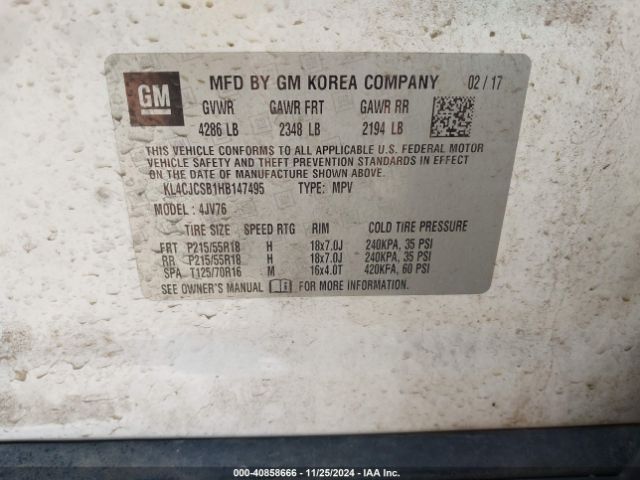 GM
MFD BY GM KOREA COMPANY 02 / 17
GVWR GAWR FRT GAWR RR
4286 LB 2348 LB 2194 LB
THIS VEHICLE CONFORMS TO ALL APPLICABLE U.S. FEDERAL MOTOR
VEHICLE SAFETY AND THEFT PREVENTION STANDARDS IN EFFECT
ON THE DATE OF MANUFACTURE SHOWN ABOVE.
KL4CJCSB1HB147495 TYPE: MPV
MODEL: 4JV76
TIRE SIZE SPEED RTG RIM COLD TIRE PRESSURE
FRT P215/55R18 H 18x7.0J 240KPA, 35 PSI
RR P215/55R18 H 18x7.0J 240KPA, 35 PSI
SPA T125/70R16 M 16x4.0T 420KPA, 60 PSI
SEE OWNER'S MANUAL FOR MORE INFORMATION.
000-40858666 - 11/25/2024 - IAA Inc.